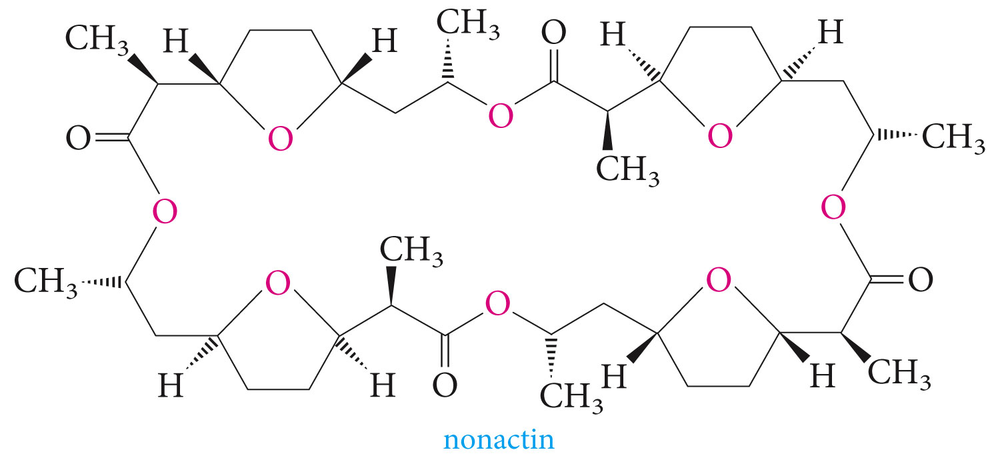 CH₃ H H CH₃ O H H
O O O O CH₃
CH₃
O O
CH₃ O CH₃ O O O
H H O CH₃ H H CH₃
nonactin